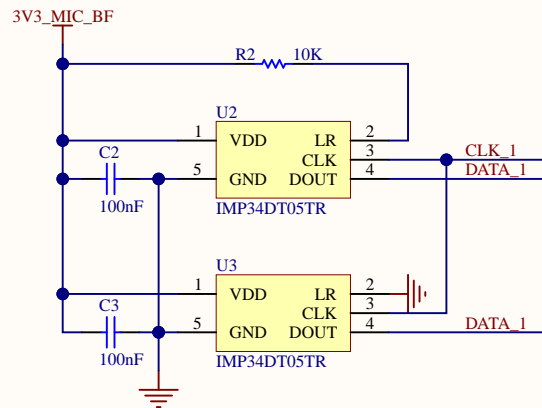 3V3_MIC_BF
R2 10K
U2
1 VDD LR 2
CLK 3 CLK_1
C2
5 GND DOUT 4 DATA_1
100nF
IMP34DT05TR
U3
1 VDD LR 2
CLK 3
C3
5 GND DOUT 4 DATA_1
100nF
IMP34DT05TR